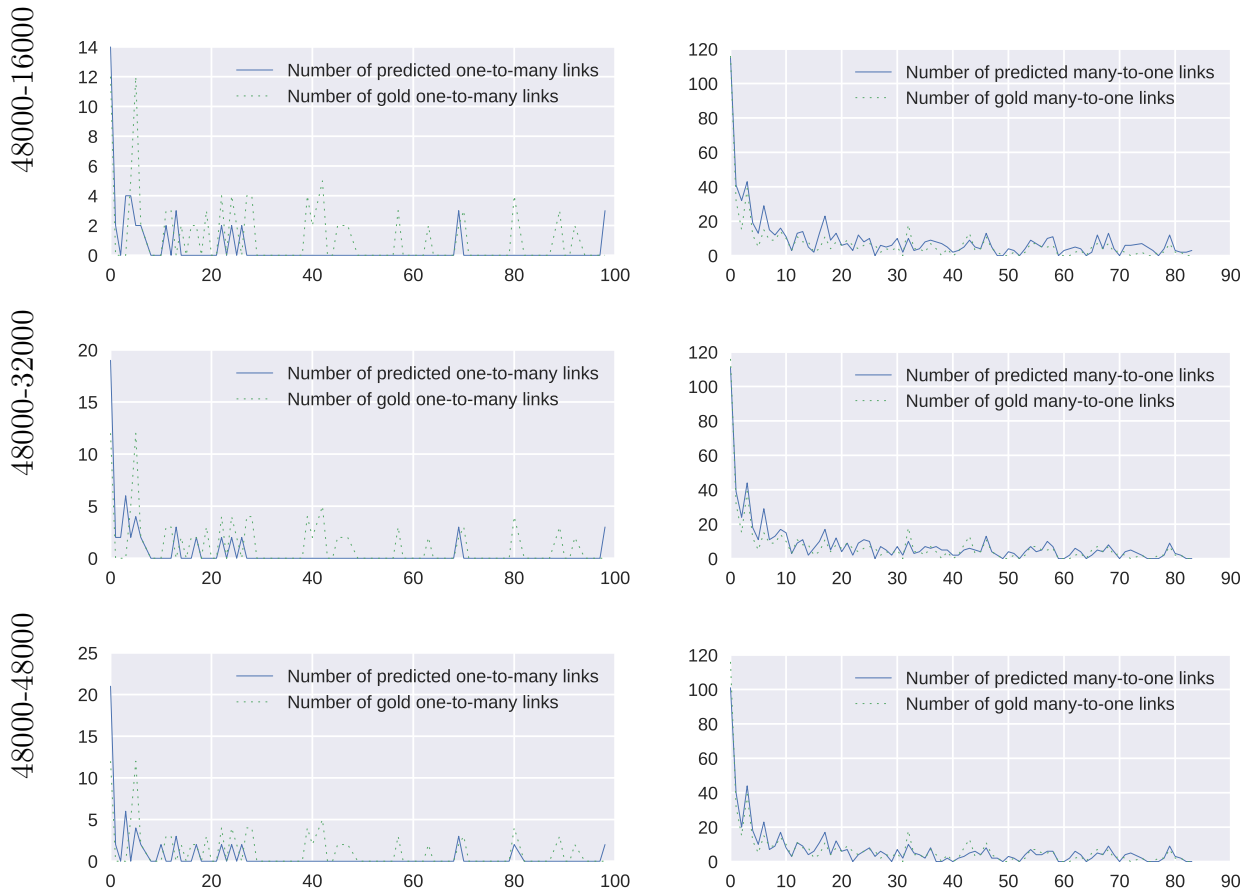 48000-16000
14
12
10
8
6
4
2
0
Number of predicted one-to-many links
Number of gold one-to-many links
0 20 40 60 80 100
120
100
80
60
40
20
0
Number of predicted many-to-one links
Number of gold many-to-one links
0 10 20 30 40 50 60 70 80 90
48000-32000
20
15
10
5
0
Number of predicted one-to-many links
Number of gold one-to-many links
0 20 40 60 80 100
120
100
80
60
40
20
0
Number of predicted many-to-one links
Number of gold many-to-one links
0 10 20 30 40 50 60 70 80 90
48000-48000
25
20
15
10
5
0
Number of predicted one-to-many links
Number of gold one-to-many links
0 20 40 60 80 100
120
100
80
60
40
20
0
Number of predicted many-to-one links
Number of gold many-to-one links
0 10 20 30 40 50 60 70 80 90